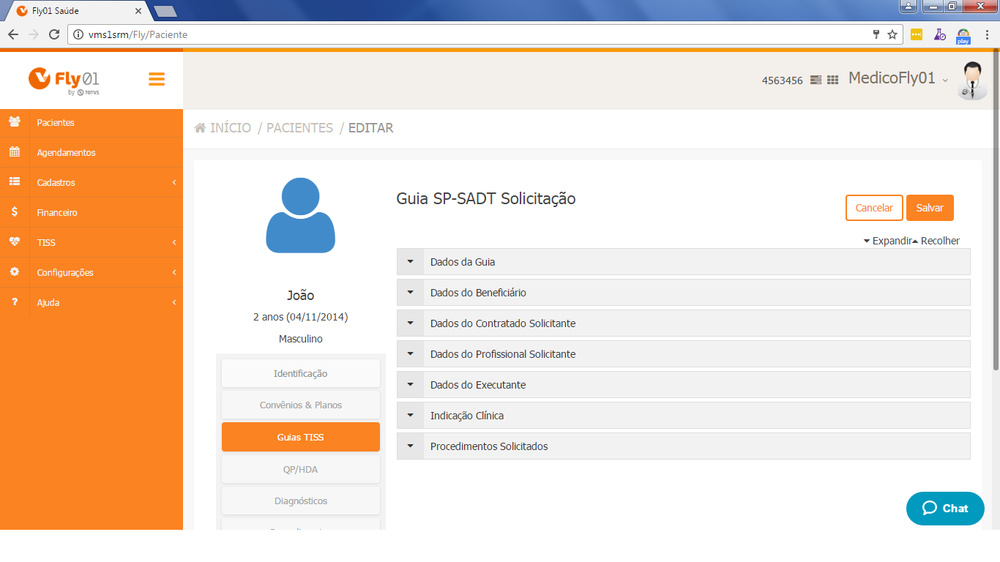 Fly01 Saúde
vms1srm/Fly/Paciente
play
Fly01
by TOTVS
4563456
MedicoFly01
Pacientes
Agendamentos
Cadastros
Financeiro
TISS
Configurações
Ajuda
INÍCIO / PACIENTES / EDITAR
João
2 anos (04/11/2014)
Masculino
Identificação
Convênios & Planos
Guias TISS
QP/HDA
Diagnósticos
Guia SP-SADT Solicitação
Cancelar
Salvar
Expandir Recolher
Dados da Guia
Dados do Beneficiário
Dados do Contratado Solicitante
Dados do Profissional Solicitante
Dados do Executante
Indicação Clínica
Procedimentos Solicitados
Chat